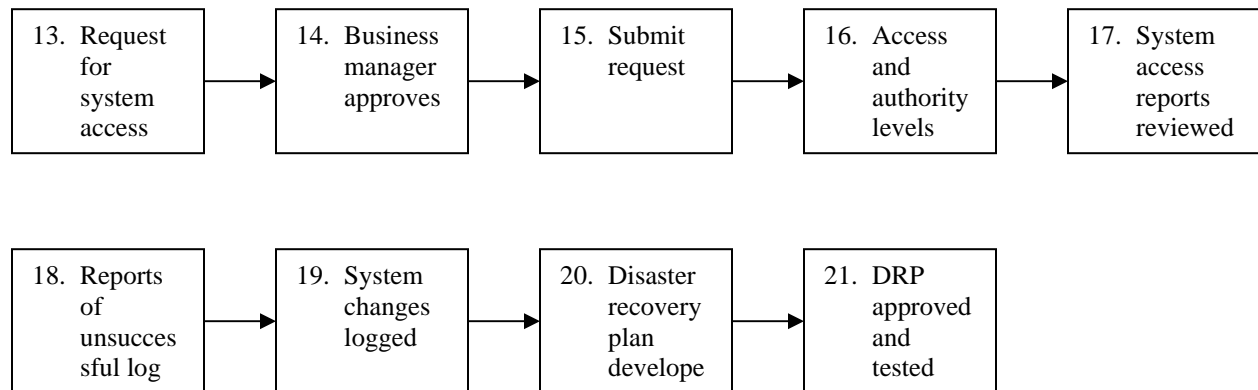 13. Request
for
system
access
14. Business
manager
approves
15. Submit
request
16. Access
and
authority
levels
17. System
access
reports
reviewed
18. Reports
of
unsucces
sful log
19. System
changes
logged
20. Disaster
recovery
plan
develope
21. DRP
approved
and
tested